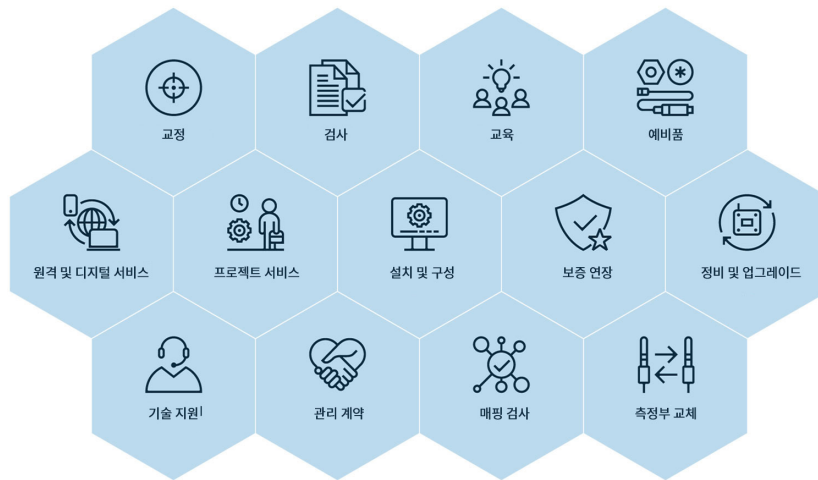 교정
검사
교육
예비품
원격 및 디지털 서비스
프로젝트 서비스
설치 및 구성
보증 연장
정비 및 업그레이드
기술 지원|
관리 계약
매핑 검사
측정부 교체